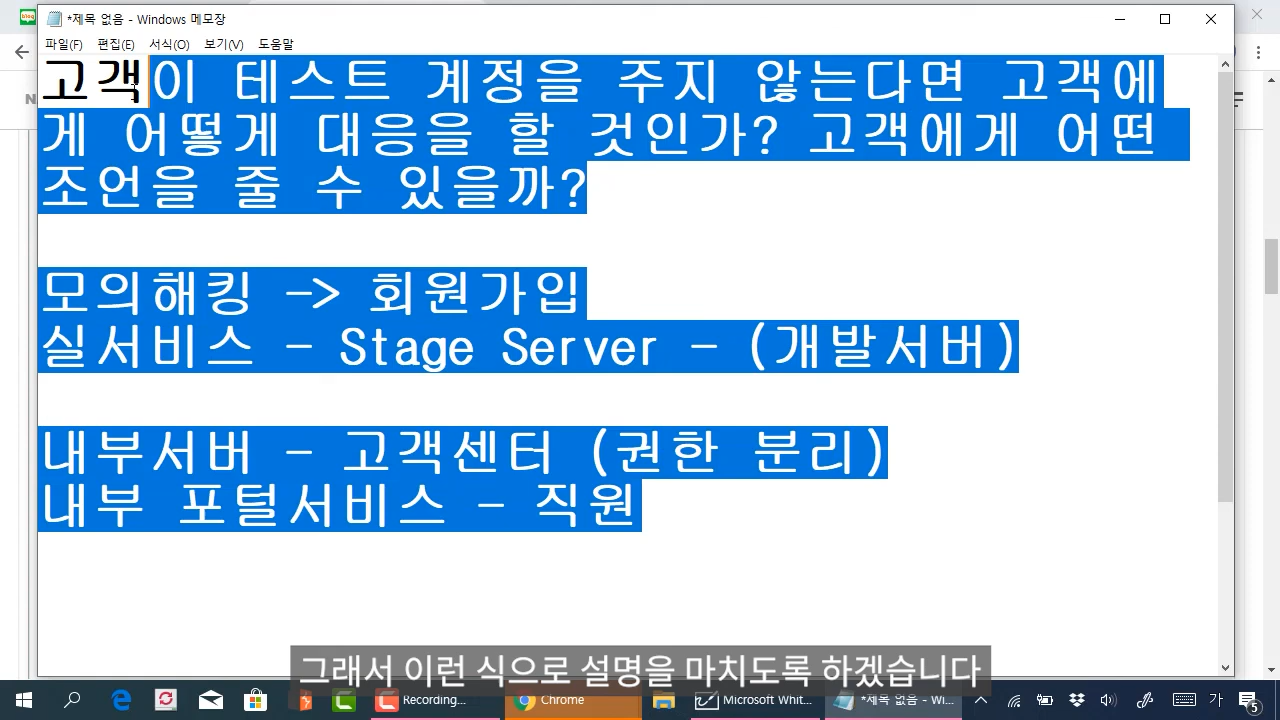 blog
*제목 없음 - Windows 메모장
파일(F) 편집(E) 서식(O) 보기(V) 도움말
고객이 테스트 계정을 주지 않는다면 고객에
게 어떻게 대응을 할 것인가? 고객에게 어떤
조언을 줄 수 있을까?
모의해킹 -> 회원가입
실서비스 - Stage Server - (개발서버)
내부서버 - 고객센터 (권한 분리)
내부 포털서비스 - 직원
그래서 이런 식으로 설명을 마치도록 하겠습니다
Recording... Chrome Microsoft Whit... *제목 없음 - Wi... 가 5